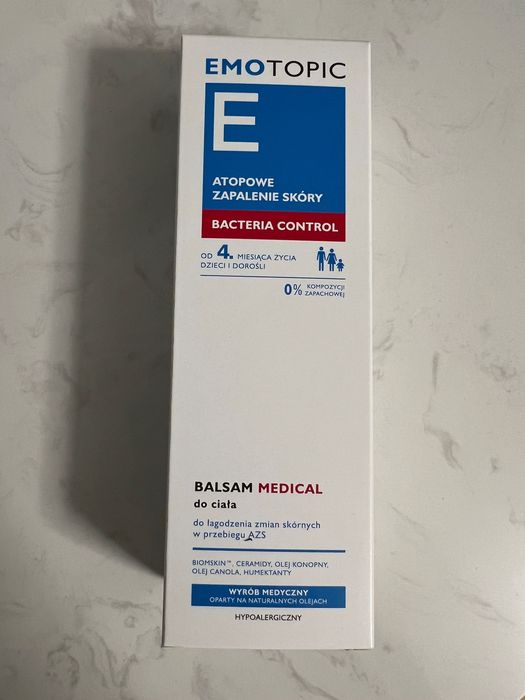 EMOTOPIC
E
ATOPOWE
ZAPALENIE SKÓRY
BACTERIA CONTROL
OD 4. MIESIĄCA ŻYCIA
DZIECI I DOROŚLI
0% KOMPOZYCJI
ZAPACHOWEJ
BALSAM MEDICAL
do ciała
do łagodzenia zmian skórnych
w przebiegu AZS
BIOMSKIN™, CERAMIDY, OLEJ KONOPNY,
OLEJ CANOLA, HUMEKTANTY
WYRÓB MEDYCZNY
OPARTY NA NATURALNYCH OLEJACH
HYPOALERGICZNY